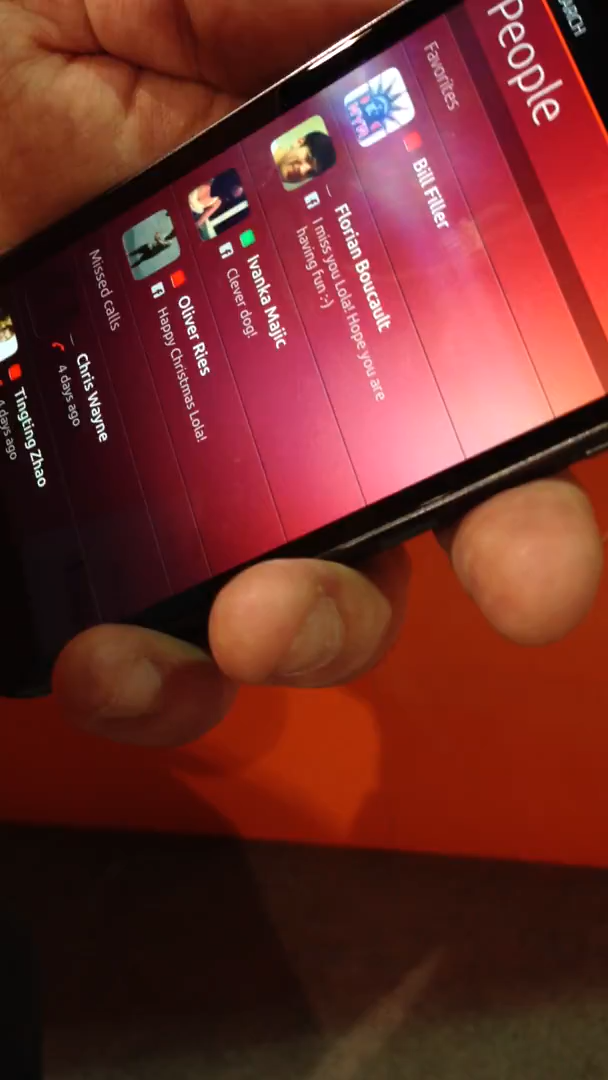 ARCH
People
Favorites
Bill Filler
Florian Boucault
I miss you Lola! Hope you are
having fun :-)
Ivanka Majic
Clever dog!
Oliver Ries
Happy Christmas Lola!
Missed calls
Chris Wayne
4 days ago
Tingting Zhao
4 days ago